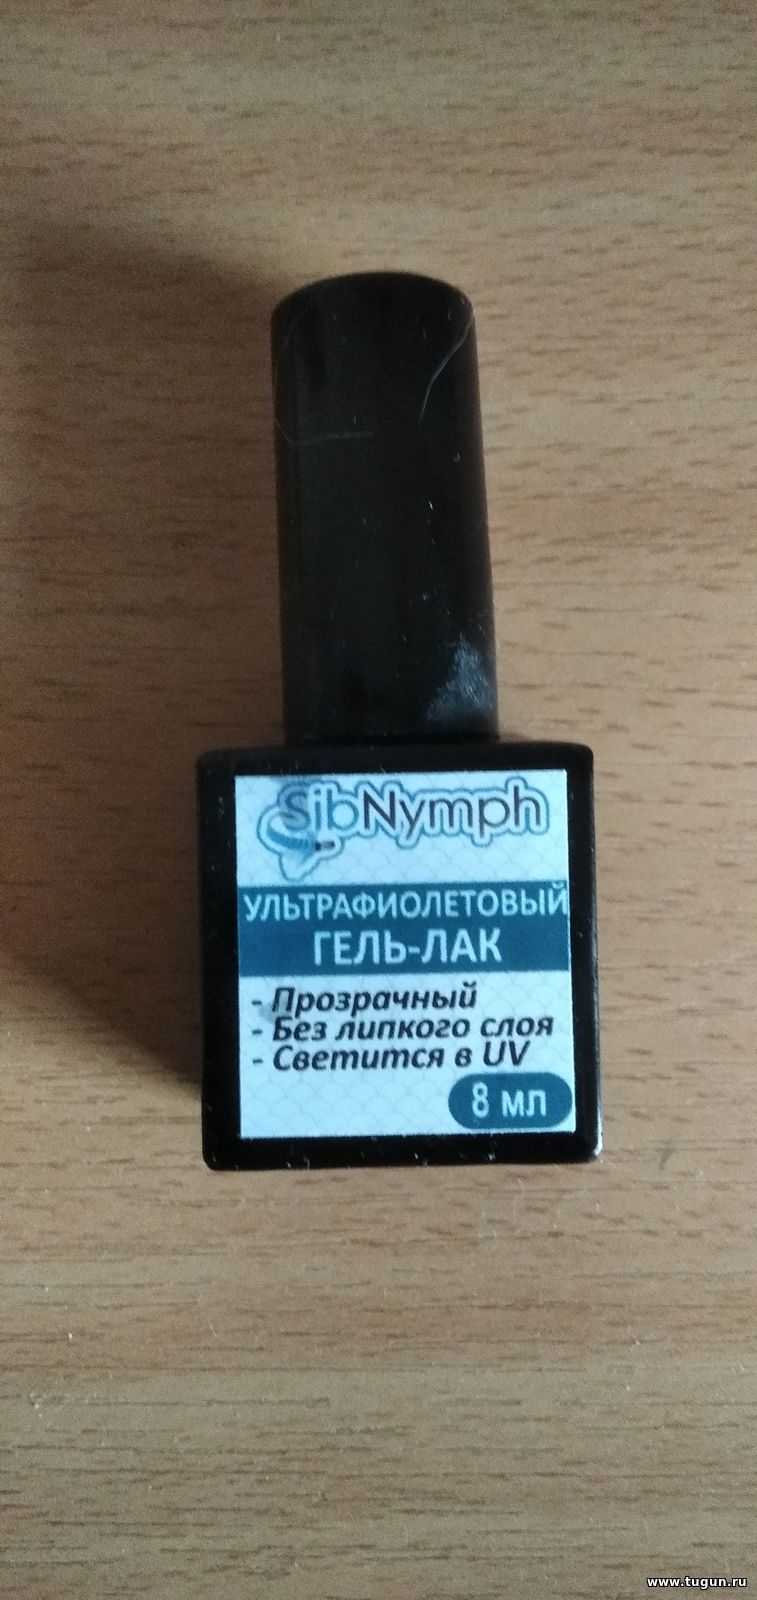 SibNymph
УЛЬТРАФИОЛЕТОВЫЙ
ГЕЛЬ-ЛАК
- Прозрачный
- Без липкого слоя
- Светится в UV
8 мл
www.tugun.ru